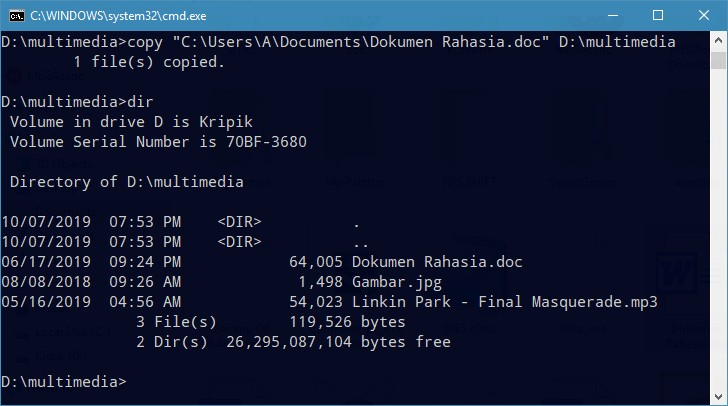 C:\WINDOWS\system32\cmd.exe
D:\multimedia>copy "C:\Users\A\Documents\Dokumen Rahasia.doc" D:\multimedia
        1 file(s) copied.
D:\multimedia>dir
 Volume in drive D is Kripik
 Volume Serial Number is 70BF-3680
 Directory of D:\multimedia
10/07/2019  07:53 PM    <DIR>          .
10/07/2019  07:53 PM    <DIR>          ..
06/17/2019  09:24 PM            64,005 Dokumen Rahasia.doc
08/08/2018  09:26 AM             1,498 Gambar.jpg
05/16/2019  04:56 AM            54,023 Linkin Park - Final Masquerade.mp3
               3 File(s)        119,526 bytes
               2 Dir(s)  26,295,087,104 bytes free
D:\multimedia>